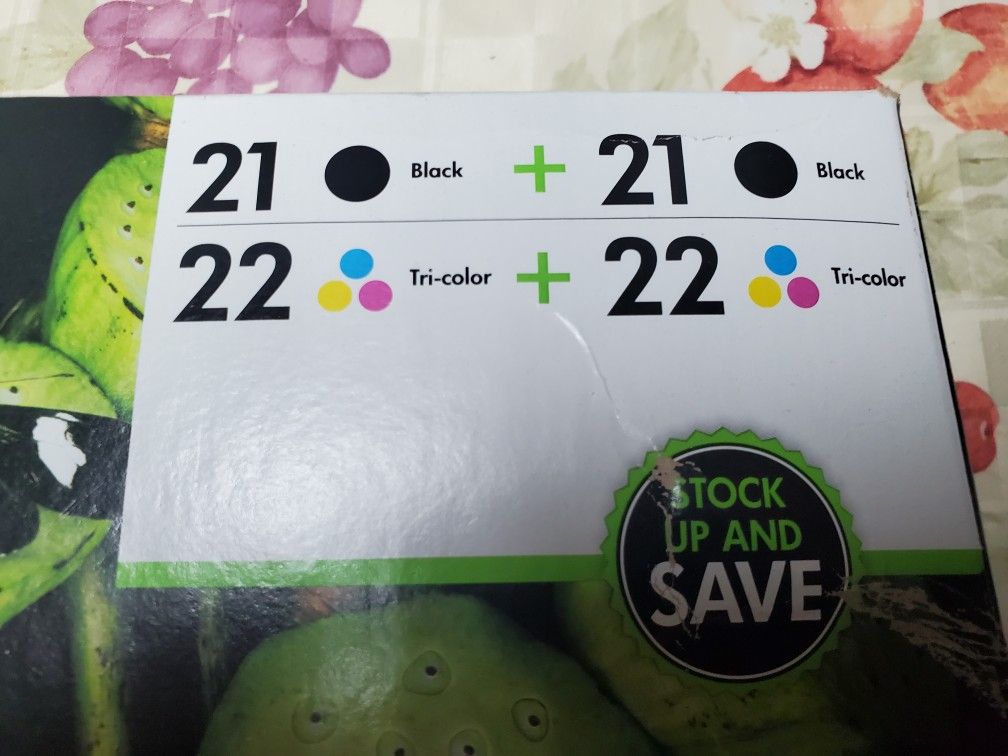 21 Black + 21 Black
22 Tri-color + 22 Tri-color
STOCK
UP AND
SAVE